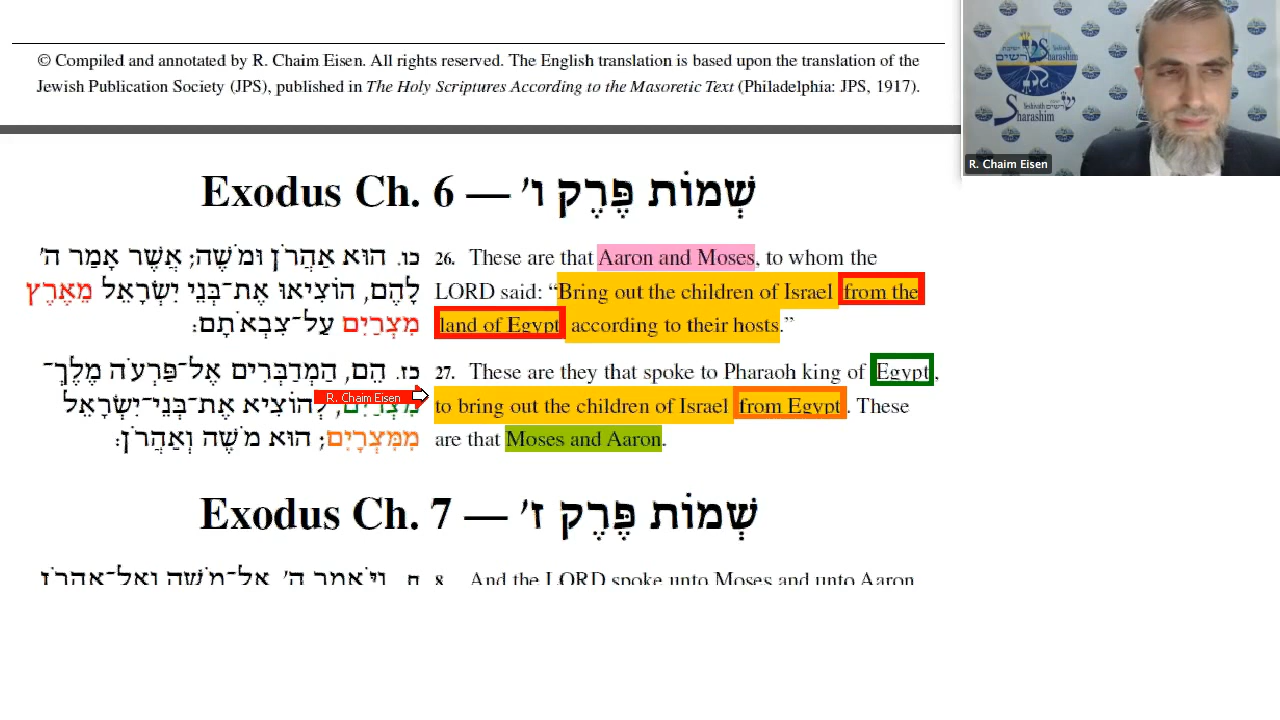 © Compiled and annotated by R. Chaim Eisen. All rights reserved. The English translation is based upon the translation of the
Jewish Publication Society (JPS), published in The Holy Scriptures According to the Masoretic Text (Philadelphia: JPS, 1917).
Exodus Ch. 6 — שְׁמוֹת פֶּרֶק ו'
כו. הוּא אַהֲרֹן וּמֹשֶׁה; אֲשֶׁר אָמַר ה'
לָהֶם, הוֹצִיאוּ אֶת־בְּנֵי יִשְׂרָאֵל מֵאֶרֶץ
מִצְרַיִם עַל־צִבְאֹתָם:
26. These are that Aaron and Moses, to whom the
LORD said: “Bring out the children of Israel from the
land of Egypt according to their hosts.”
כז. הֵם, הַמְדַבְּרִים אֶל־פַּרְעֹה מֶלֶךְ־
מִצְרַיִם, לְהוֹצִיא אֶת־בְּנֵי־יִשְׂרָאֵל
מִמִּצְרָיִם; הוּא מֹשֶׁה וְאַהֲרֹן:
27. These are they that spoke to Pharaoh king of Egypt,
to bring out the children of Israel from Egypt. These
are that Moses and Aaron.
Exodus Ch. 7 — שְׁמוֹת פֶּרֶק ז'
ח. וַיֹּאמֶר ה' אֶל־מֹשֶׁה וְאֶל־אַהֲרֹן
8. And the LORD spoke unto Moses and unto Aaron
R. Chaim Eisen
R. Chaim Eisen
Sharashim
Yeshivath
Sharashim